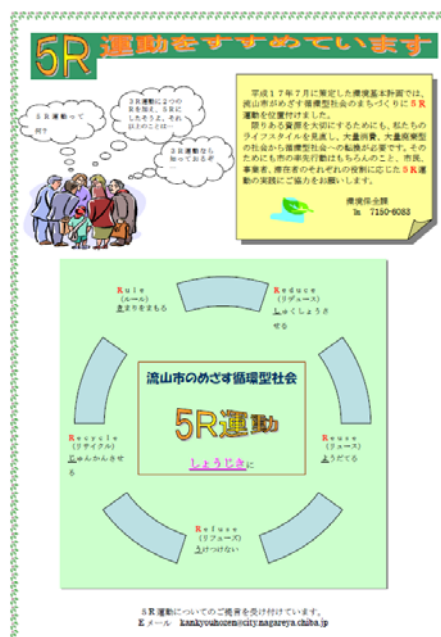 5R運動をすすめています
5R運動って
何?
3R運動に2つの
Rを加え、5Rに
したそうよ。それ
以上のことは…
3R運動なら
知っておるぞ
…
平成17年7月に策定した環境基本計画では、
流山市がめざす循環型社会のまちづくりに5R
運動を位置付けました。
限りある資源を大切にするためにも、私たちの
ライフスタイルを見直し、大量消費、大量廃棄型
の社会から循環型社会への転換が必要です。その
ためにも市の率先行動はもちろんのこと、市民、
事業者、滞在者のそれぞれの役割に応じた5R運
動の実践にご協力をお願いします。
環境保全課
℡ 7150-6083
Rule
(ルール)
きまりをまもる
Reduce
(リデュース)
しゅくしょうさ
せる
流山市のめざす循環型社会
5R運動
しょうじきに
Recycle
(リサイクル)
じゅんかんさせ
る
Reuse
(リユース)
ようだてる
Refuse
(リフューズ)
うけつけない
5R運動についてのご提言を受け付けています。
Eメール kankyouhozen@city.nagareyama.chiba.jp